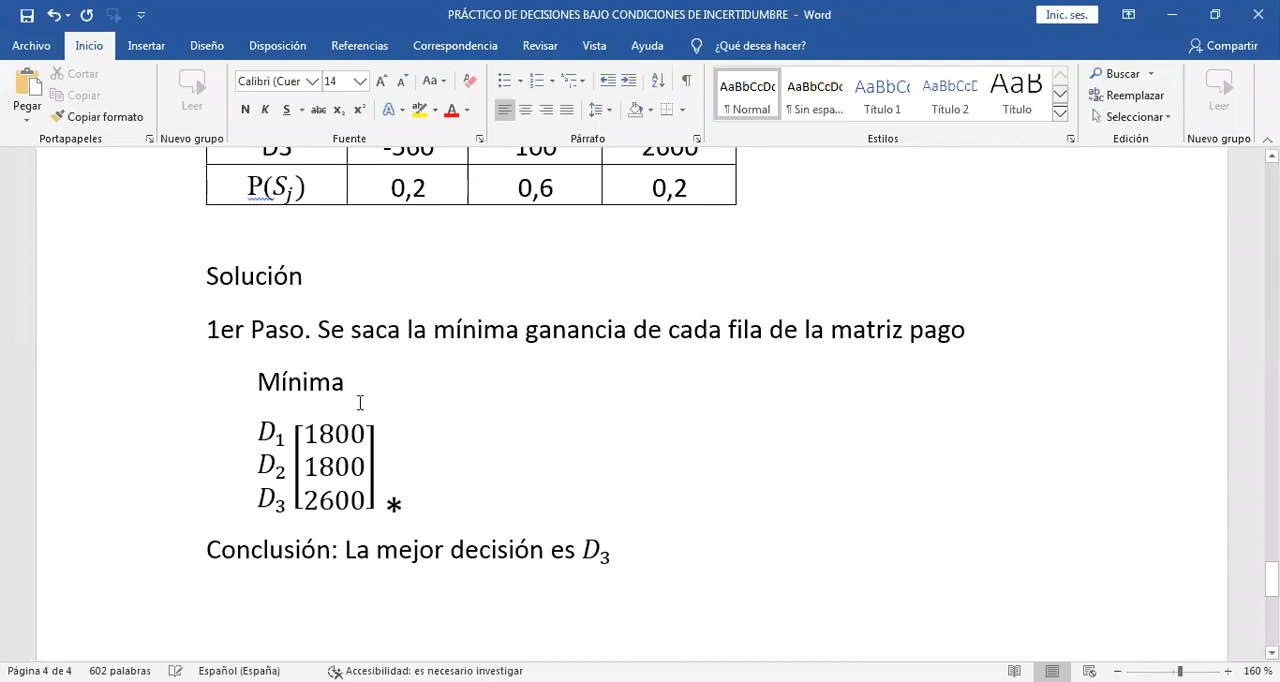 PRÁCTICO DE DECISIONES BAJO CONDICIONES DE INCERTIDUMBRE - Word
Inic. ses.
Archivo Inicio Insertar Diseño Disposición Referencias Correspondencia Revisar Vista Ayuda ¿Qué desea hacer? Compartir
Pegar
Cortar
Copiar
Copiar formato
Portapapeles
Leer
Nuevo grupo
Calibri (Cuer 14
N K S abc x₂ x²
Fuente
Párrafo
AaBbCcDc AaBbCcDc AaBbCc AaBbCcD AaB
¶ Normal ¶ Sin espa... Título 1 Título 2 Título
Estilos
Buscar
Reemplazar
Seleccionar
Edición
Leer
Nuevo grupo
D3 -560 100 2600
P(Sj) 0,2 0,6 0,2
Solución
1er Paso. Se saca la mínima ganancia de cada fila de la matriz pago
Mínima
D₁ [1800]
D₂ [1800]
D₃ [2600] *
Conclusión: La mejor decisión es D₃
Página 4 de 4 602 palabras Español (España) Accesibilidad: es necesario investigar 160 %